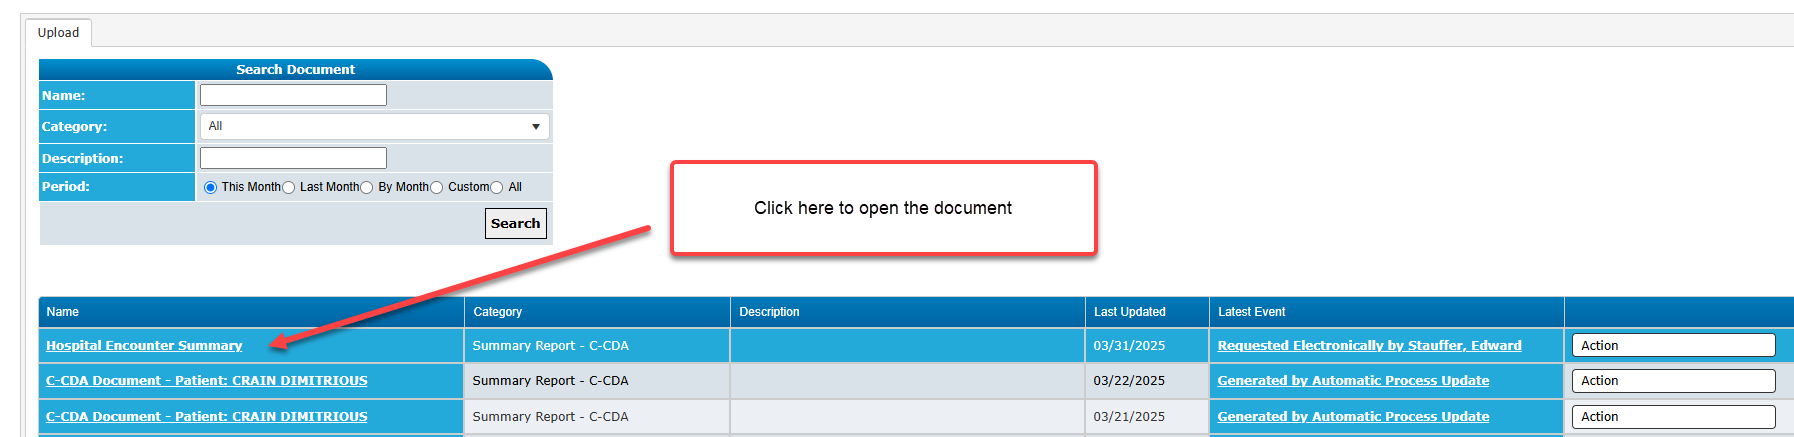 Upload
Search Document
Name:
Category: All
Description:
Period: This Month Last Month By Month Custom All
Search
Click here to open the document
Name Category Description Last Updated Latest Event
Hospital Encounter Summary Summary Report - C-CDA 03/31/2025 Requested Electronically by Stauffer, Edward Action
C-CDA Document - Patient: CRAIN DIMITRIOUS Summary Report - C-CDA 03/22/2025 Generated by Automatic Process Update Action
C-CDA Document - Patient: CRAIN DIMITRIOUS Summary Report - C-CDA 03/21/2025 Generated by Automatic Process Update Action